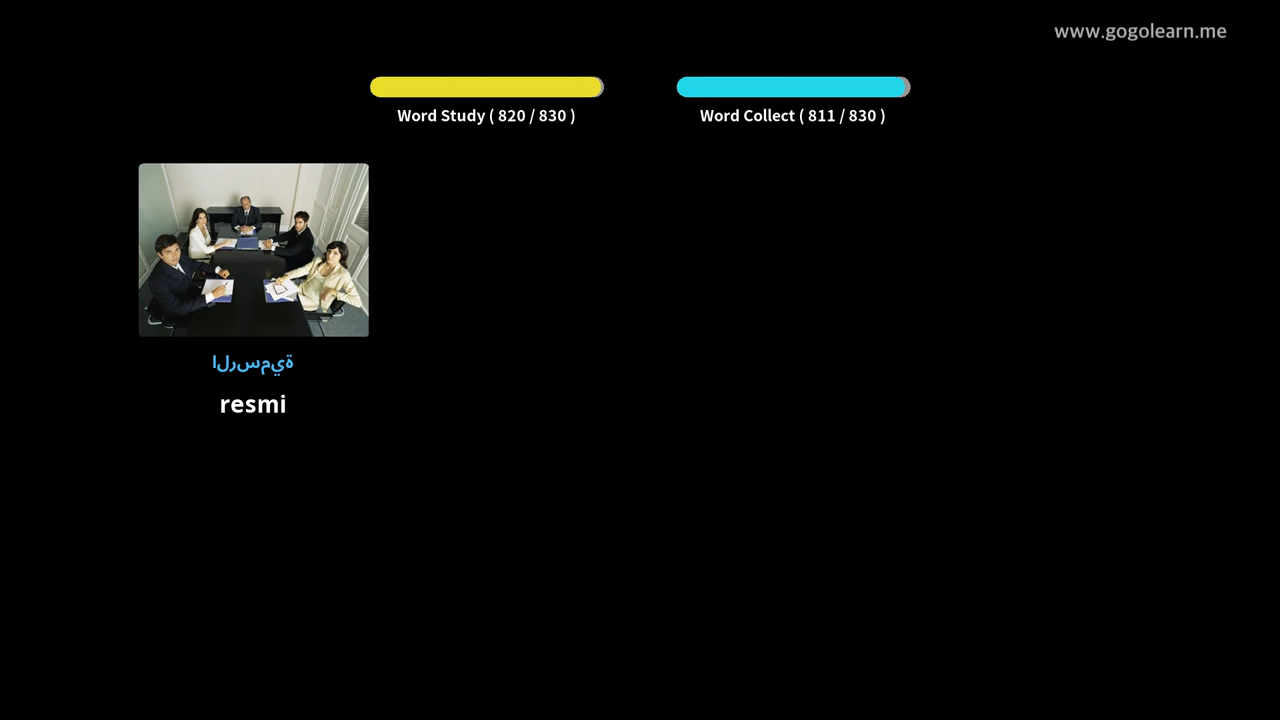 www.gogolearn.me
Word Study ( 820 / 830 )
Word Collect ( 811 / 830 )
الرسمية
resmi